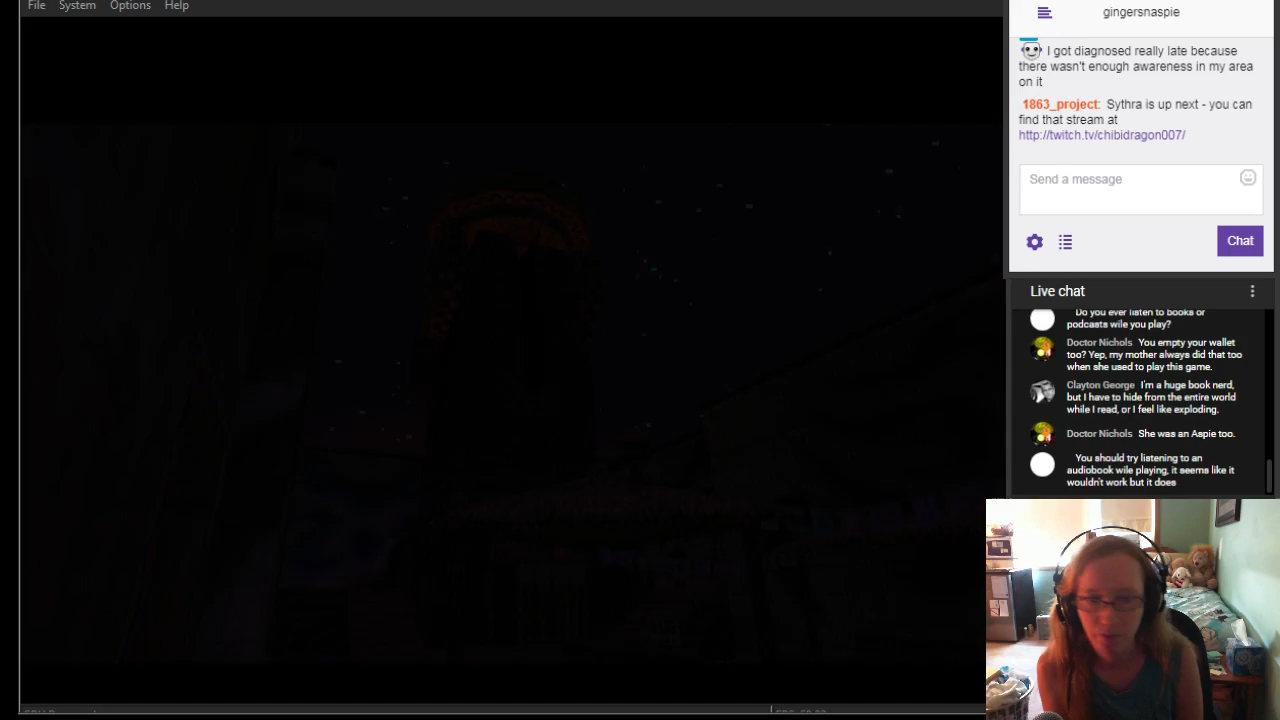 File System Options Help
gingersnaspie
I got diagnosed really late because
there wasn't enough awareness in my area
on it
1863_project: Sythra is up next - you can
find that stream at
http://twitch.tv/chibidragon007/
Send a message
Chat
Live chat
Do you ever listen to books or
podcasts wile you play?
Doctor Nichols You empty your wallet
too? Yep, my mother always did that too
when she used to play this game.
Clayton George I'm a huge book nerd,
but I have to hide from the entire world
while I read, or I feel like exploding.
Doctor Nichols She was an Aspie too.
You should try listening to an
audiobook wile playing, it seems like it
wouldn't work but it does